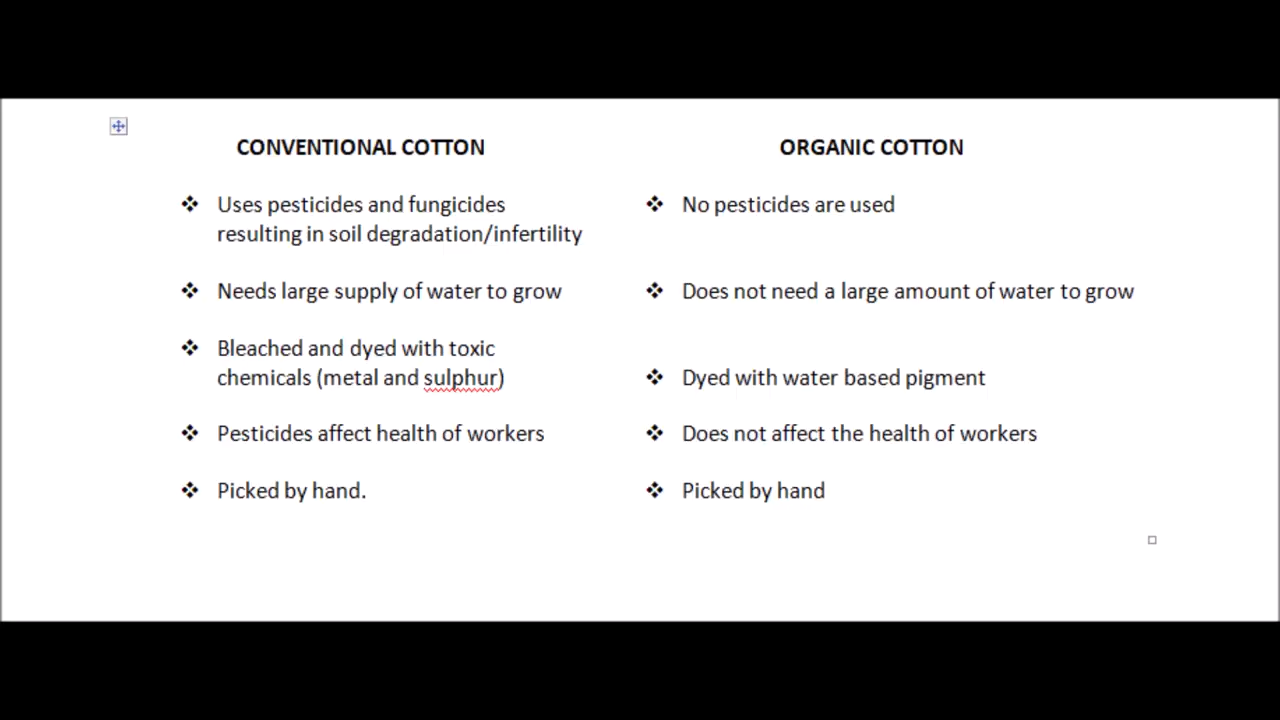 CONVENTIONAL COTTON
Uses pesticides and fungicides
resulting in soil degradation/infertility
Needs large supply of water to grow
Bleached and dyed with toxic
chemicals (metal and sulphur)
Pesticides affect health of workers
Picked by hand.
ORGANIC COTTON
No pesticides are used
Does not need a large amount of water to grow
Dyed with water based pigment
Does not affect the health of workers
Picked by hand